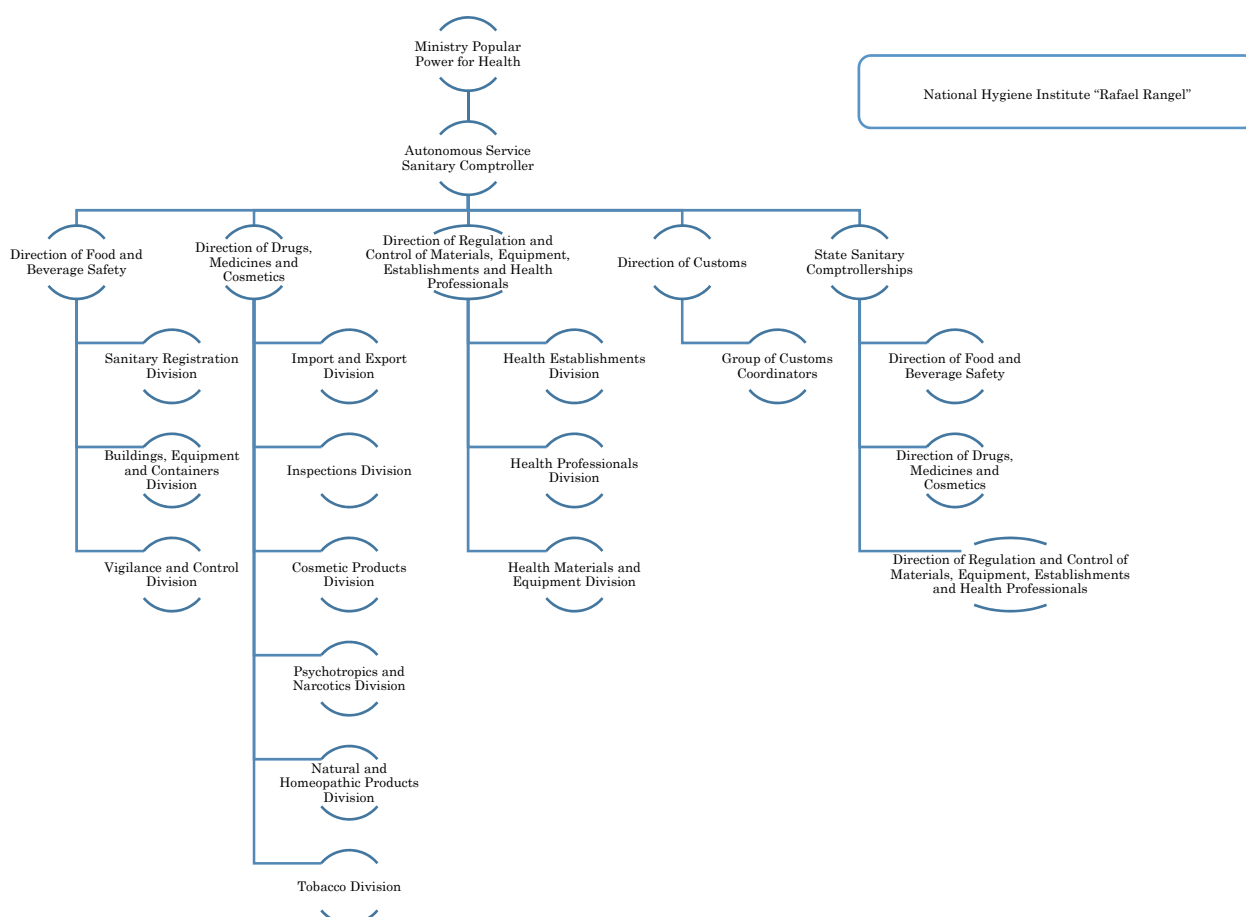 Ministry Popular
Power for Health
National Hygiene Institute “Rafael Rangel”
Autonomous Service
Sanitary Comptroller
Direction of Food and
Beverage Safety
Direction of Drugs,
Medicines and
Cosmetics
Direction of Regulation and
Control of Materials, Equipment,
Establishments and Health
Professionals
Direction of Customs
State Sanitary
Comptrollerships
Sanitary Registration
Division
Buildings, Equipment
and Containers
Division
Vigilance and Control
Division
Import and Export
Division
Inspections Division
Cosmetic Products
Division
Psychotropics and
Narcotics Division
Natural and
Homeopathic Products
Division
Tobacco Division
Health Establishments
Division
Health Professionals
Division
Health Materials and
Equipment Division
Group of Customs
Coordinators
Direction of Food and
Beverage Safety
Direction of Drugs,
Medicines and
Cosmetics
Direction of Regulation and Control of
Materials, Equipment, Establishments
and Health Professionals